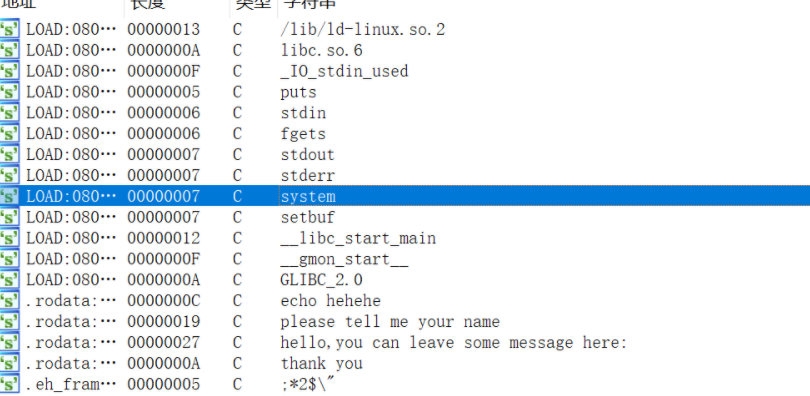 地址 长度 类型 字符串
LOAD:080… 00000013 C /lib/ld-linux.so.2
LOAD:080… 0000000A C libc.so.6
LOAD:080… 0000000F C _IO_stdin_used
LOAD:080… 00000005 C puts
LOAD:080… 00000006 C stdin
LOAD:080… 00000006 C fgets
LOAD:080… 00000007 C stdout
LOAD:080… 00000007 C stderr
LOAD:080… 00000007 C system
LOAD:080… 00000007 C setbuf
LOAD:080… 00000012 C __libc_start_main
LOAD:080… 0000000F C __gmon_start__
LOAD:080… 0000000A C GLIBC_2.0
.rodata:… 0000000C C echo hehehe
.rodata:… 00000019 C please tell me your name
.rodata:… 00000027 C hello,you can leave some message here:
.rodata:… 0000000A C thank you
.eh_fram… 00000005 C ;*2$\"